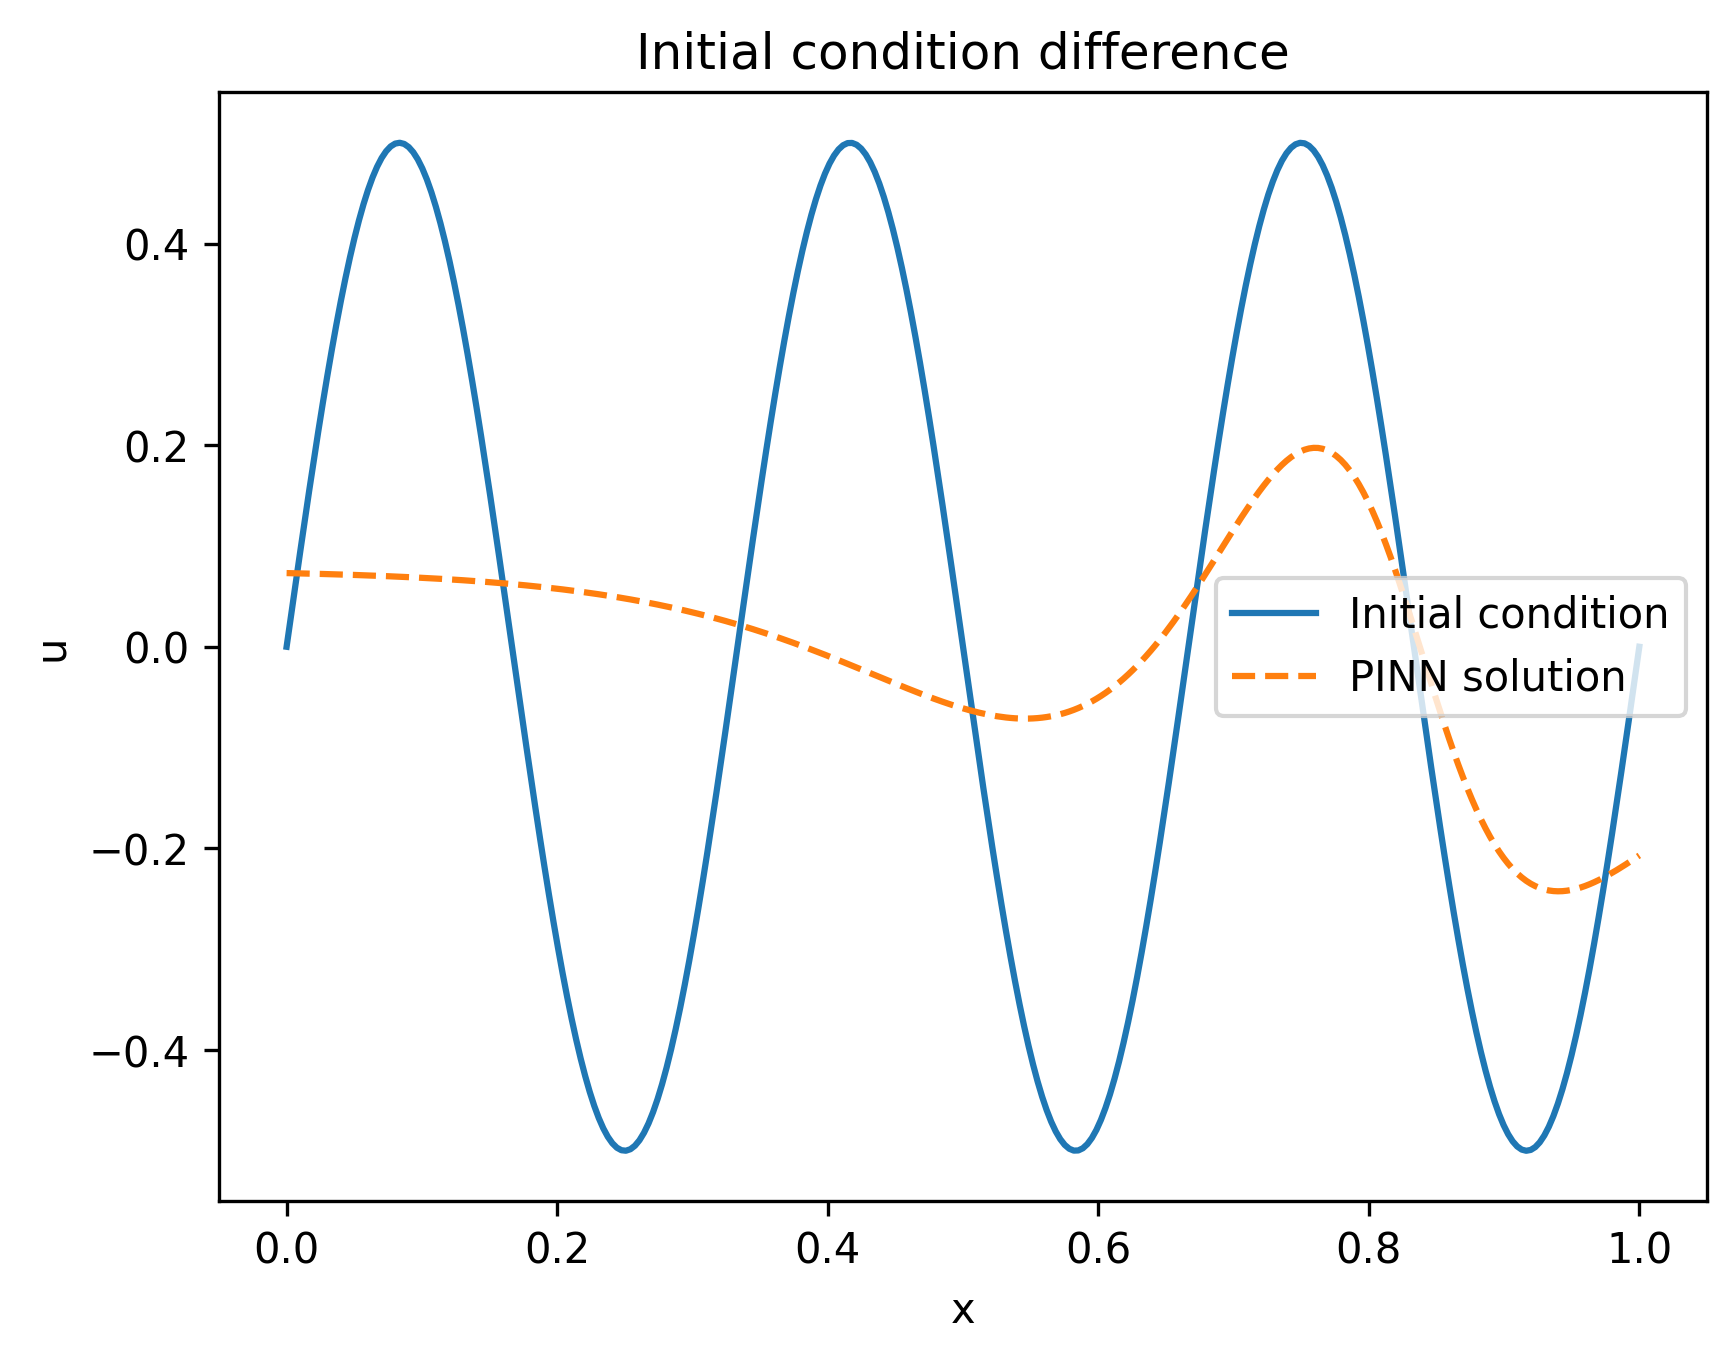 Initial condition difference
0.4
0.2
0.0
−0.2
−0.4
u
Initial condition
PINN solution
0.0 0.2 0.4 0.6 0.8 1.0
x